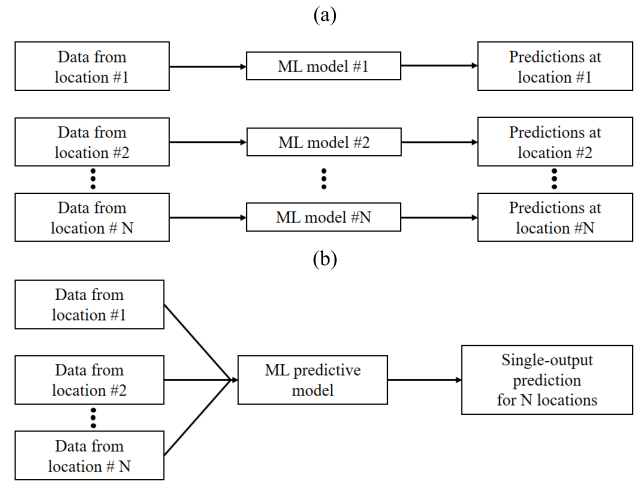 (a)
Data from
location #1
ML model #1
Predictions at
location #1
Data from
location #2
ML model #2
Predictions at
location #2
Data from
location # N
ML model #N
Predictions at
location #N
(b)
Data from
location #1
Data from
location #2
Data from
location # N
ML predictive
model
Single-output
prediction
for N locations